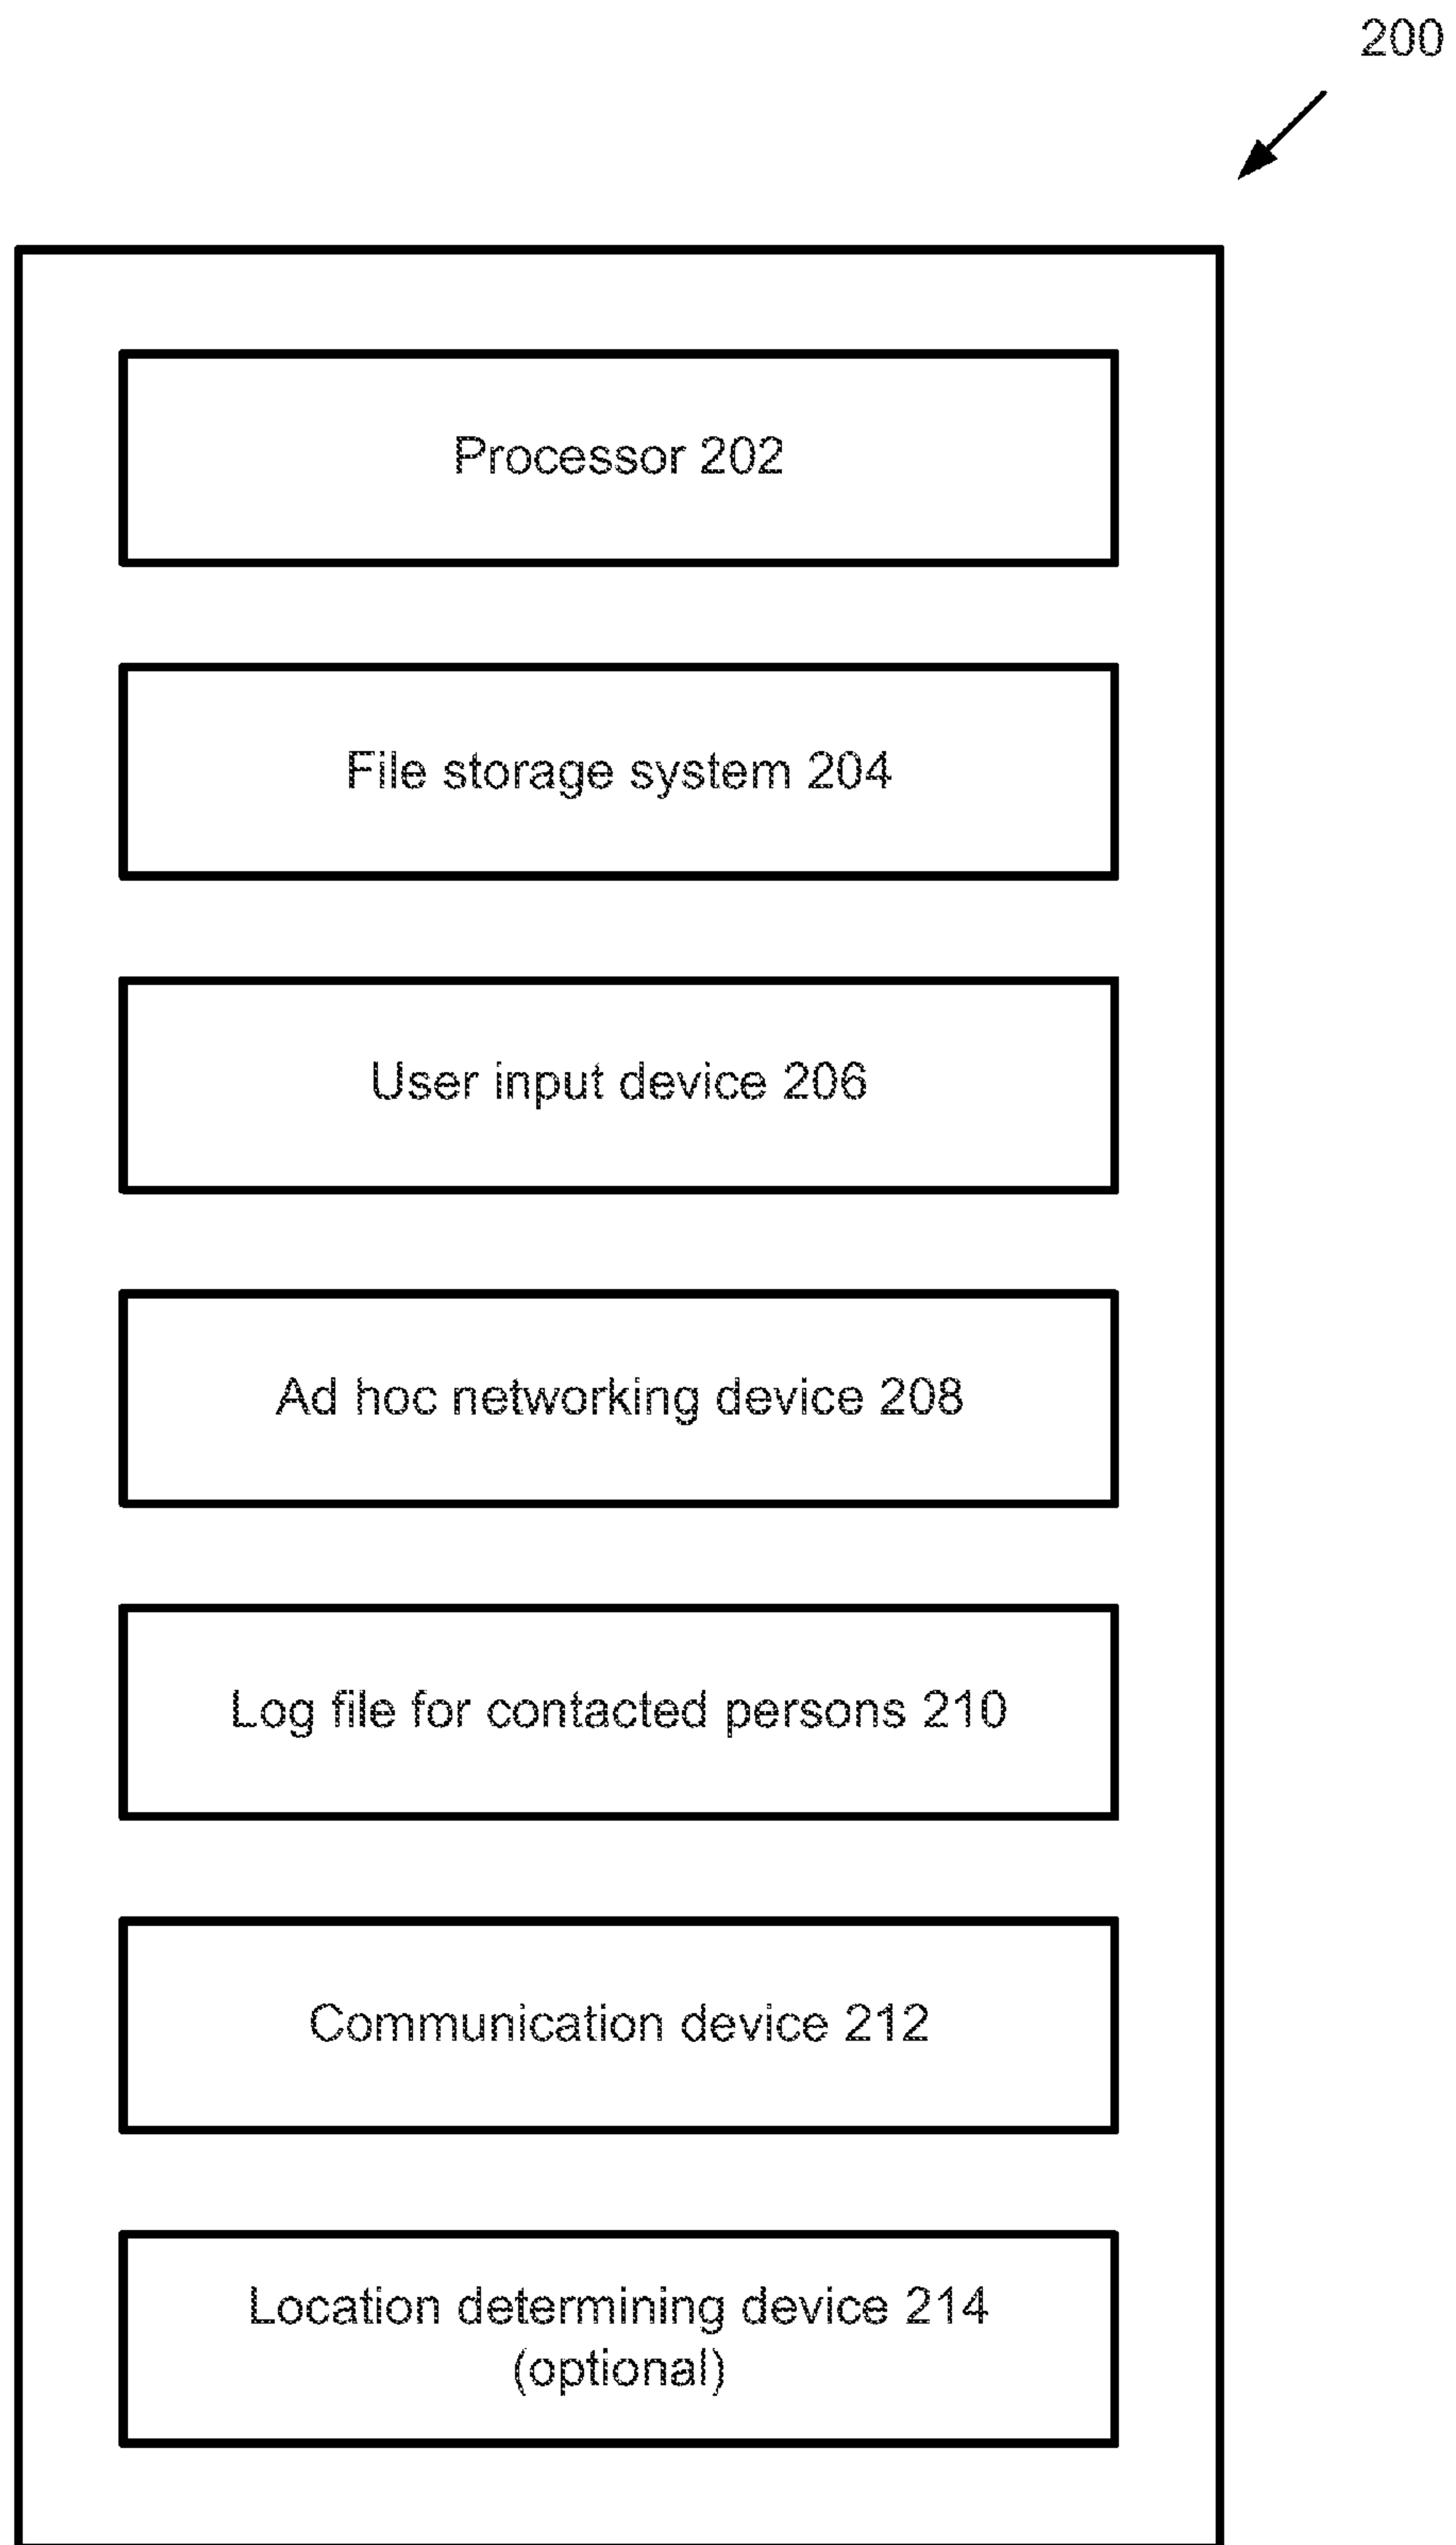 200
Processor 202
File storage system 204
User input device 206
Ad hoc networking device 208
Log file for contacted persons 210
Communication device 212
Location determining device 214
(optional)